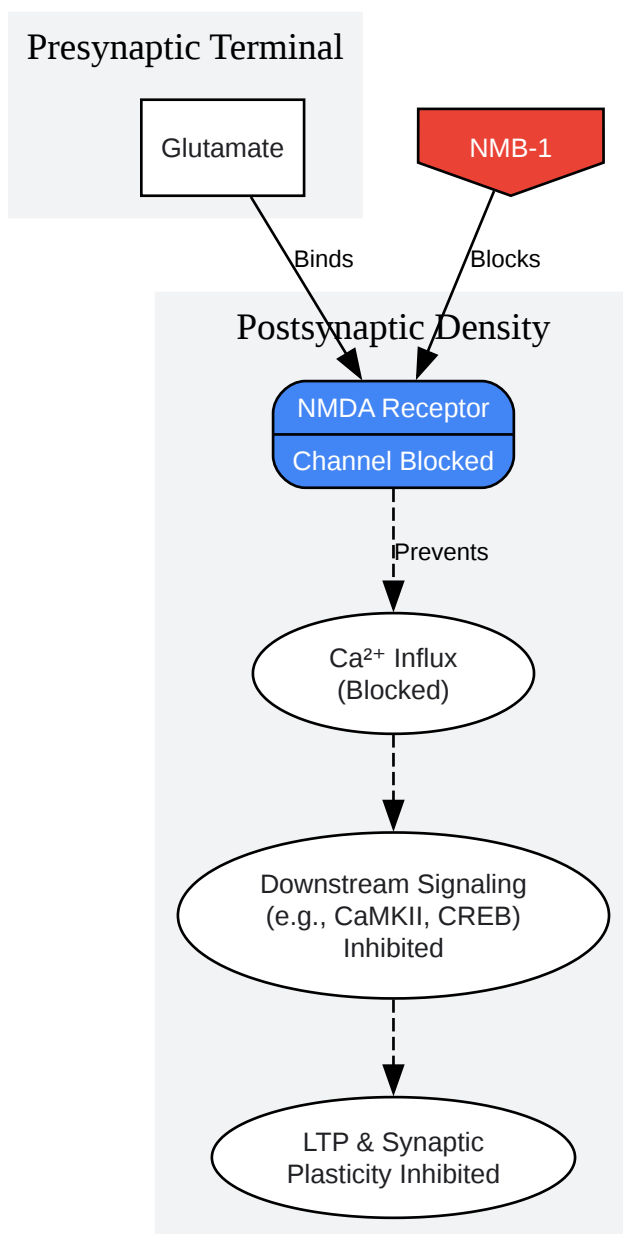 Presynaptic Terminal
Glutamate
NMB-1
Binds
Blocks
Postsynaptic Density
NMDA Receptor
Channel Blocked
Prevents
Ca²⁺ Influx
(Blocked)
Downstream Signaling
(e.g., CaMKII, CREB)
Inhibited
LTP & Synaptic
Plasticity Inhibited